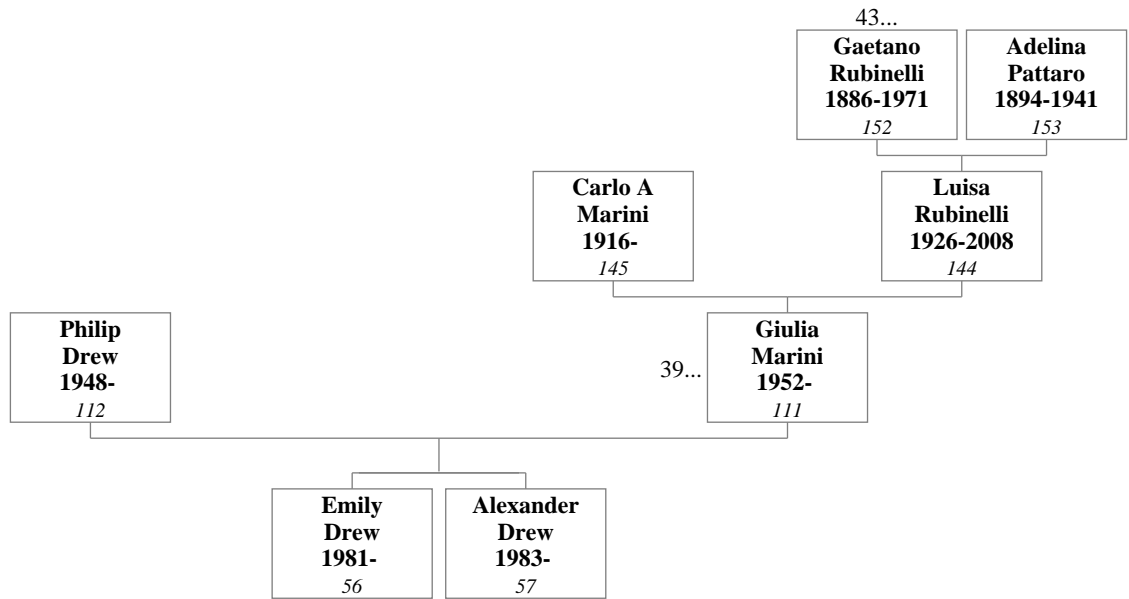 43...
Gaetano
Rubinelli
1886-1971
152
Adelina
Pattaro
1894-1941
153
Carlo A
Marini
1916-
145
Luisa
Rubinelli
1926-2008
144
Philip
Drew
1948-
112
39...
Giulia
Marini
1952-
111
Emily
Drew
1981-
56
Alexander
Drew
1983-
57